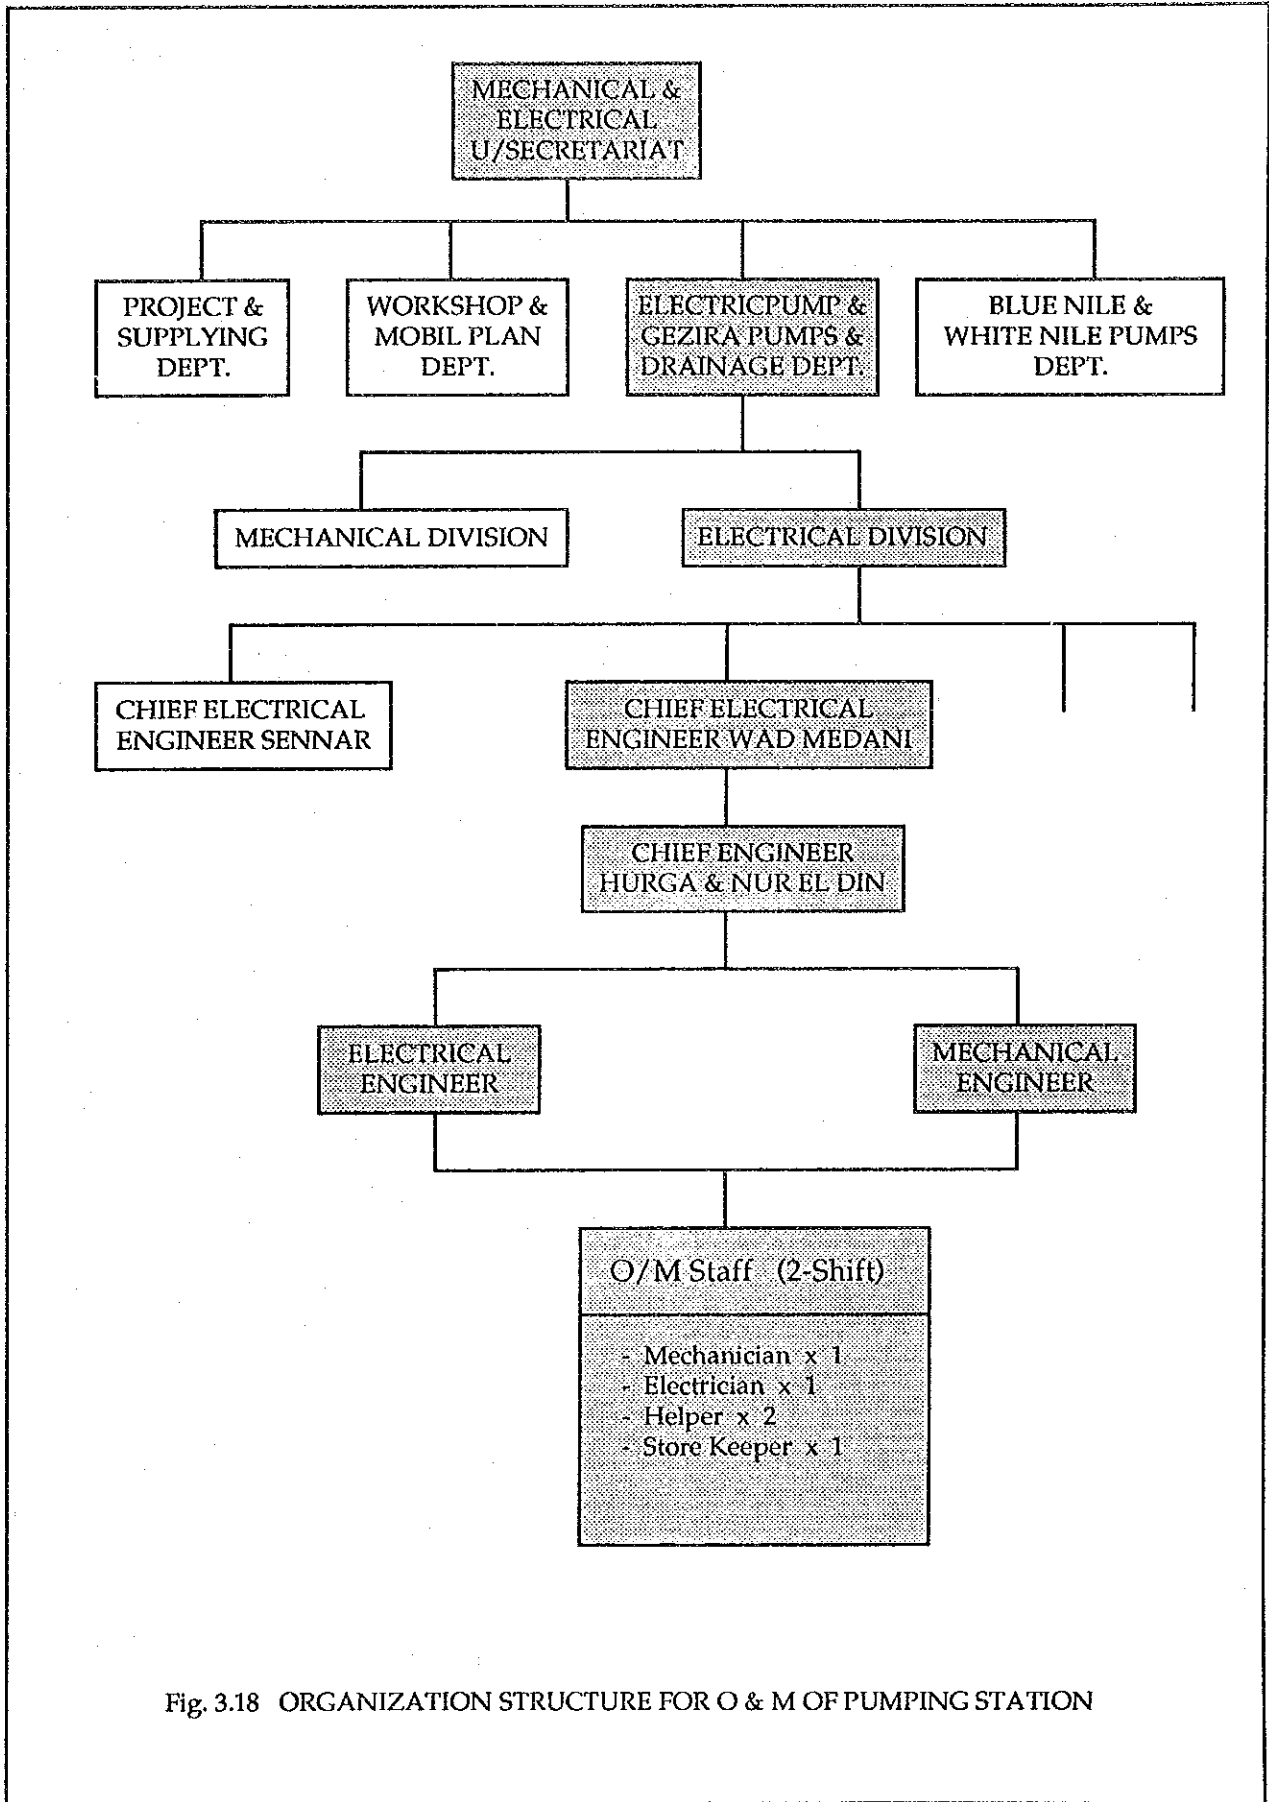 MECHANICAL &
ELECTRICAL
U/SECRETARIAT
PROJECT &
SUPPLYING
DEPT.
WORKSHOP &
MOBIL PLAN
DEPT.
ELECTRICPUMP &
GEZIRA PUMPS &
DRAINAGE DEPT.
BLUE NILE &
WHITE NILE PUMPS
DEPT.
MECHANICAL DIVISION
ELECTRICAL DIVISION
CHIEF ELECTRICAL
ENGINEER SENNAR
CHIEF ELECTRICAL
ENGINEER WAD MEDANI
CHIEF ENGINEER
HURGA & NUR EL DIN
ELECTRICAL
ENGINEER
MECHANICAL
ENGINEER
O/M Staff (2-Shift)
- Mechanician x 1
- Electrician x 1
- Helper x 2
- Store Keeper x 1
Fig. 3.18 ORGANIZATION STRUCTURE FOR O & M OF PUMPING STATION